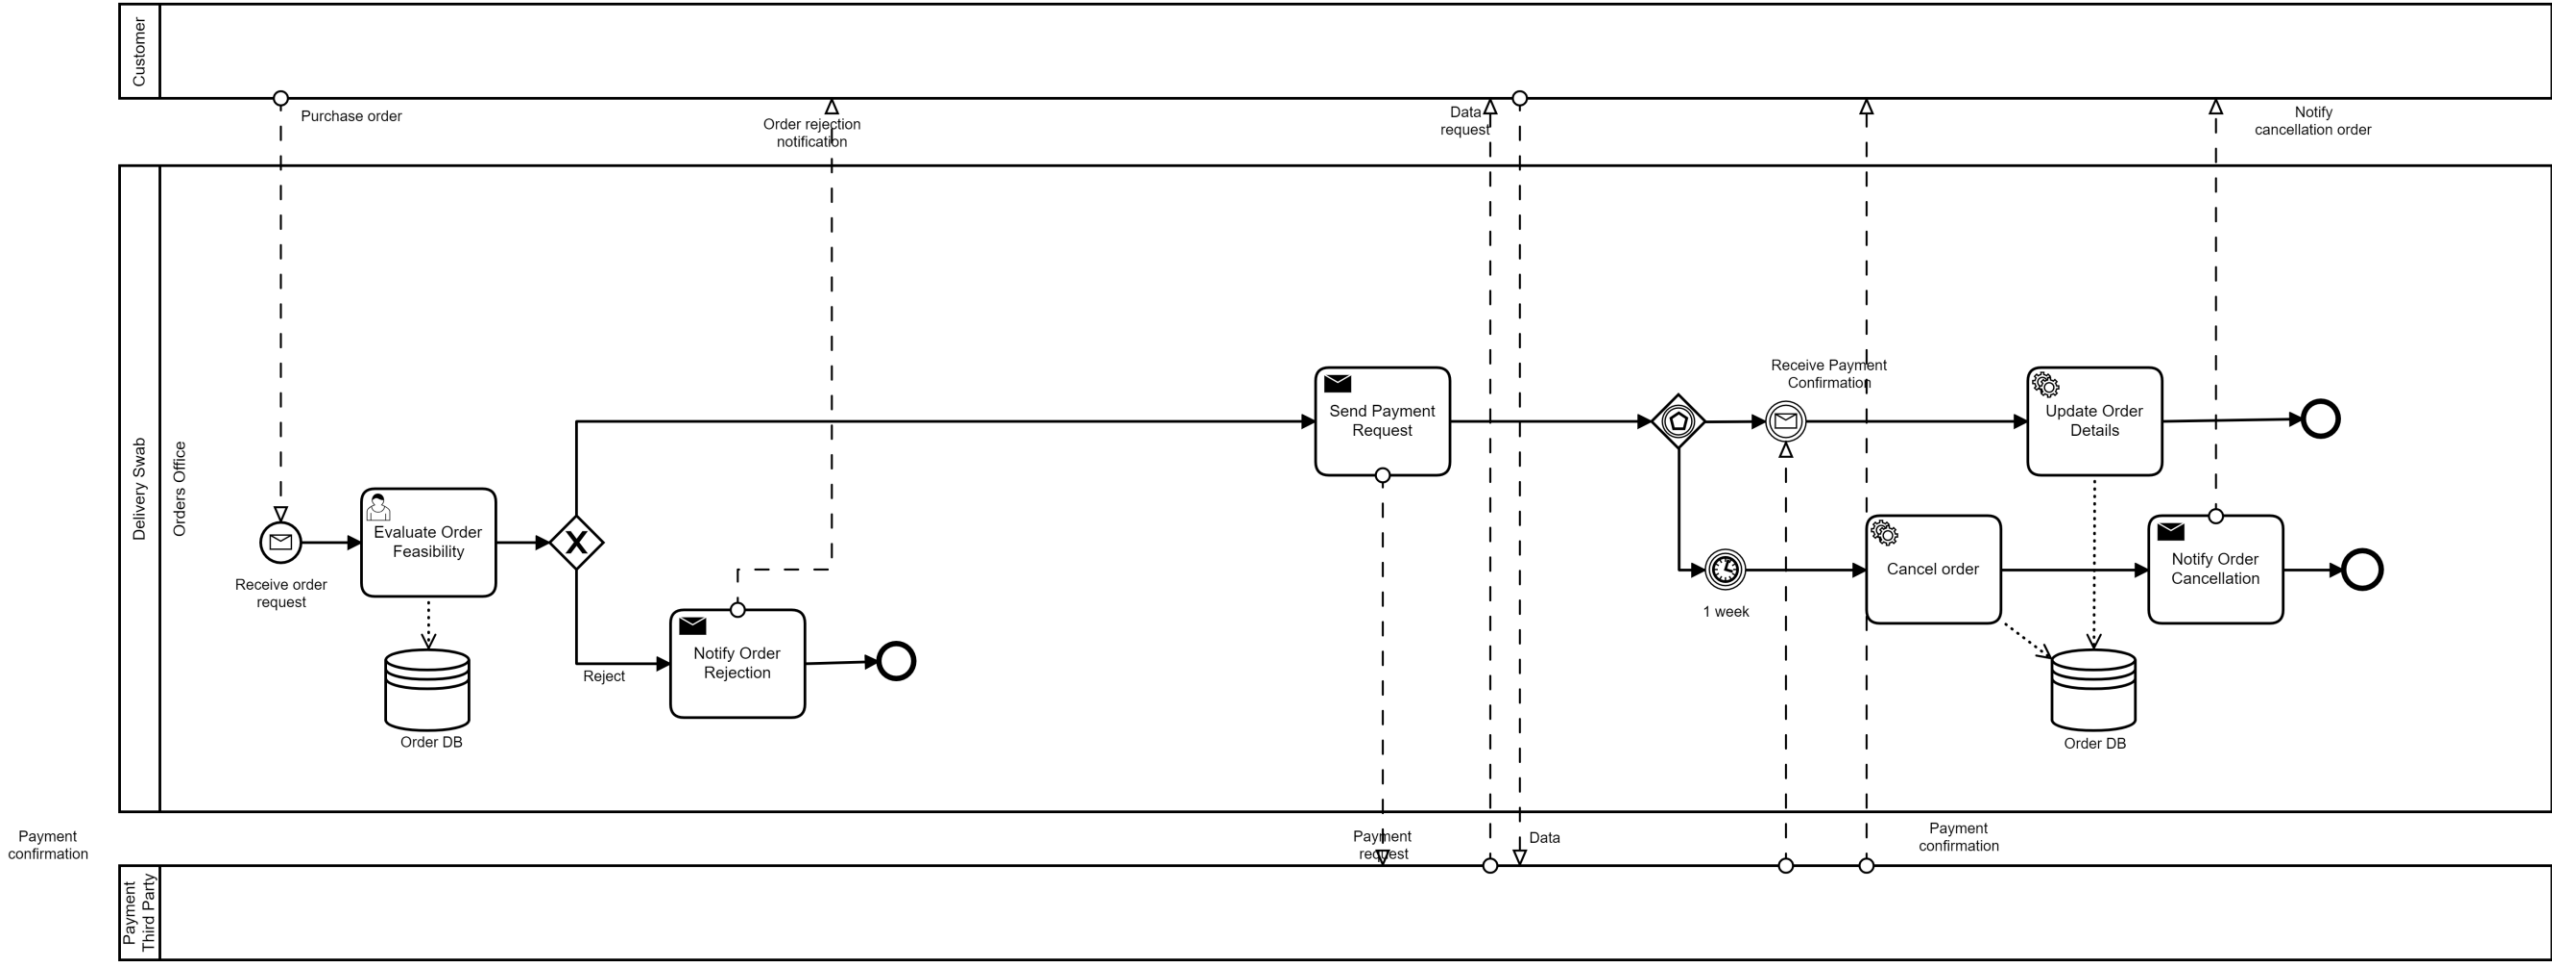 Customer
Purchase order
Order rejection
notification
Data
request
Notify
cancellation order
Delivery Swab
Orders Office
Receive order
request
Evaluate Order
Feasibility
Order DB
Reject
Notify Order
Rejection
Send Payment
Request
Receive Payment
Confirmation
1 week
Update Order
Details
Cancel order
Notify Order
Cancellation
Order DB
Payment
confirmation
Payment
request
Data
Payment
confirmation
Payment
Third Party